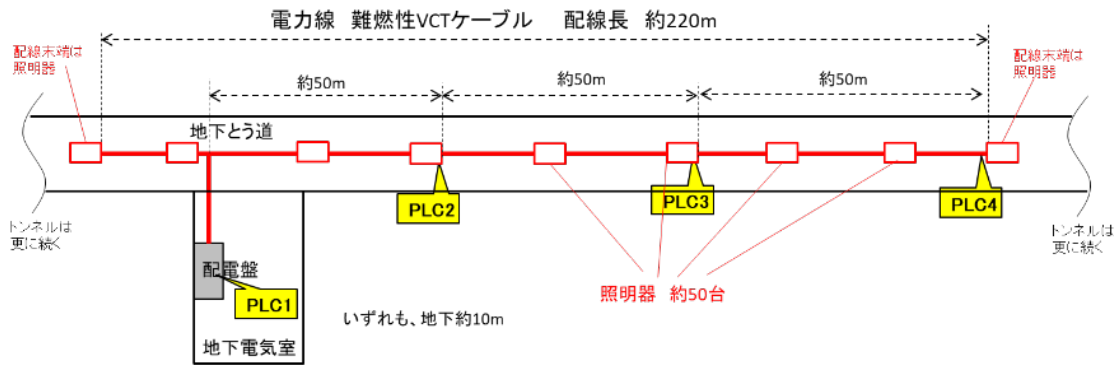 電力線　難燃性VCTケーブル　　配線長　約220m
配線末端は
照明器
配線末端は
照明器
約50m
約50m
約50m
地下とう道
PLC2
PLC3
PLC4
トンネルは
更に続く
トンネルは
更に続く
配電盤
PLC1
照明器　約50台
いずれも、地下約10m
地下電気室